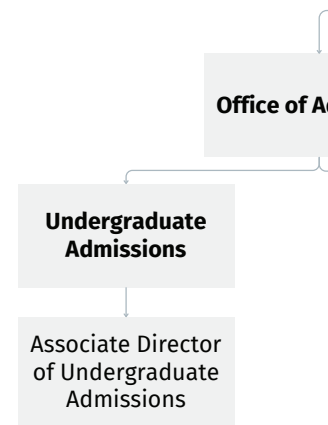 Office of
Undergraduate
Admissions
Associate Director
of Undergraduate
Admissions